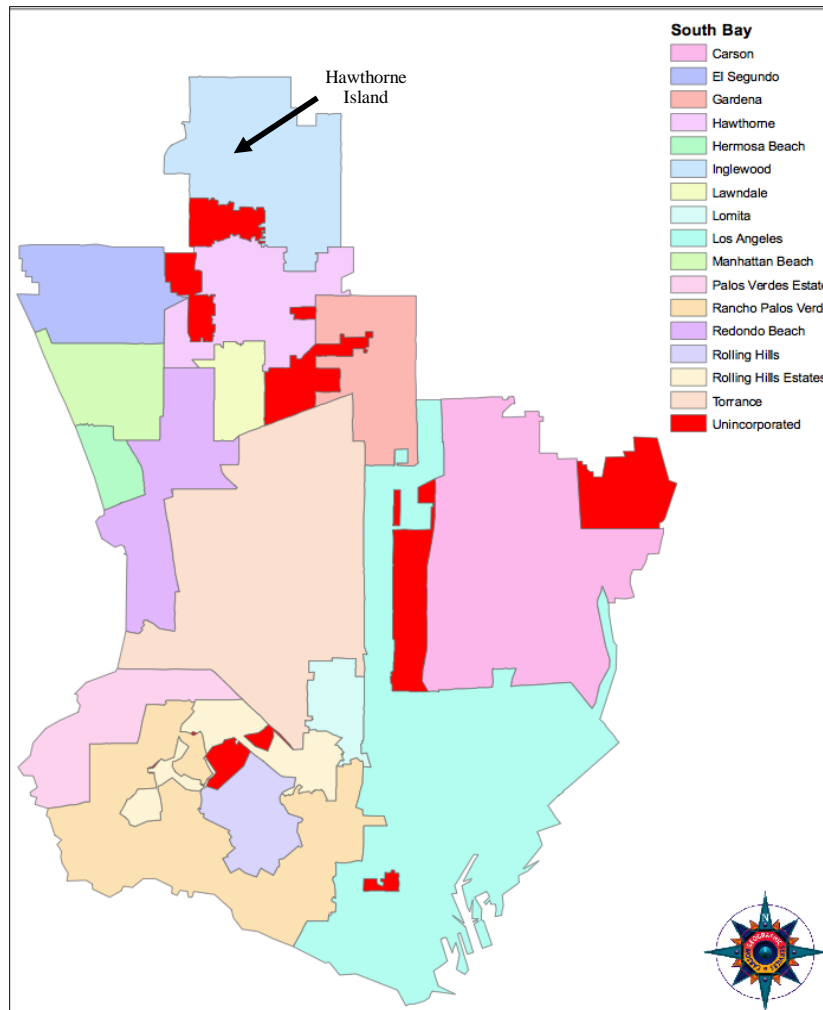 Hawthorne
Island
South Bay
Carson
El Segundo
Gardena
Hawthorne
Hermosa Beach
Inglewood
Lawndale
Lomita
Los Angeles
Manhattan Beach
Palos Verdes Estate
Rancho Palos Verd
Redondo Beach
Rolling Hills
Rolling Hills Estates
Torrance
Unincorporated
N